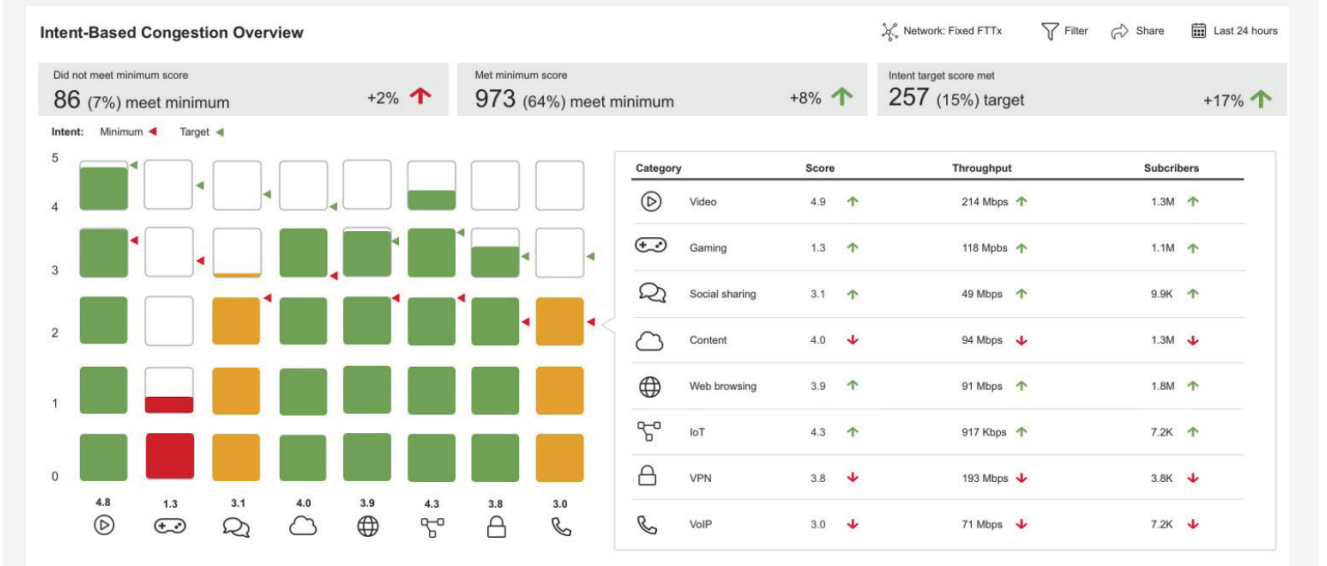 Intent-Based Congestion Overview
Network: Fixed FTTx
Filter
Share
Last 24 hours
Did not meet minimum score
86 (7%) meet minimum
+2%
Met minimum score
973 (64%) meet minimum
+8%
Intent target score met
257 (15%) target
+17%
Intent: Minimum Target
5
4
3
2
1
0
4.8 1.3 3.1 4.0 3.9 4.3 3.8 3.0
Category Score Throughput Subcribers
Video 4.9 214 Mbps 1.3M
Gaming 1.3 118 Mpbs 1.1M
Social sharing 3.1 49 Mbps 9.9K
Content 4.0 94 Mbps 1.3M
Web browsing 3.9 91 Mbps 1.8M
IoT 4.3 917 Kbps 7.2K
VPN 3.8 193 Mbps 3.8K
VoIP 3.0 71 Mbps 7.2K